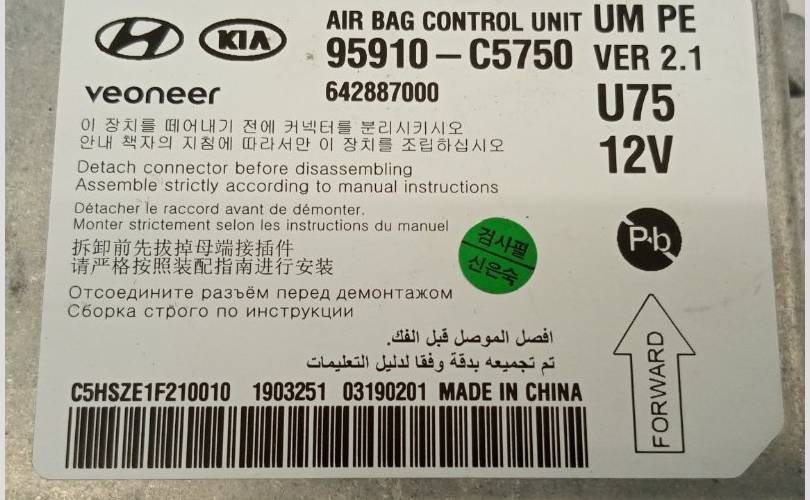 HYUNDAI KIA AIR BAG CONTROL UNIT UM PE
95910-C5750 VER 2.1
veoneer 642887000 U75
12V
이 장치를 떼어내기 전에 커넥터를 분리시키시오
안내 책자의 지침에 따라서만 이 장치를 조립하십시오
Detach connector before disassembling
Assemble strictly according to manual instructions
Détacher le raccord avant de démonter.
Monter strictement selon les instructions du manuel
拆卸前先拔掉母端接插件
请严格按照装配指南进行安装
검사필
신은숙
Pb
Отсоедините разъём перед демонтажом
Сборка строго по инструкции
افصل الموصل قبل الفك.
تم تجميعه بدقة وفقا لدليل التعليمات
FORWARD
C5HSZE1F210010 1903251 03190201 MADE IN CHINA